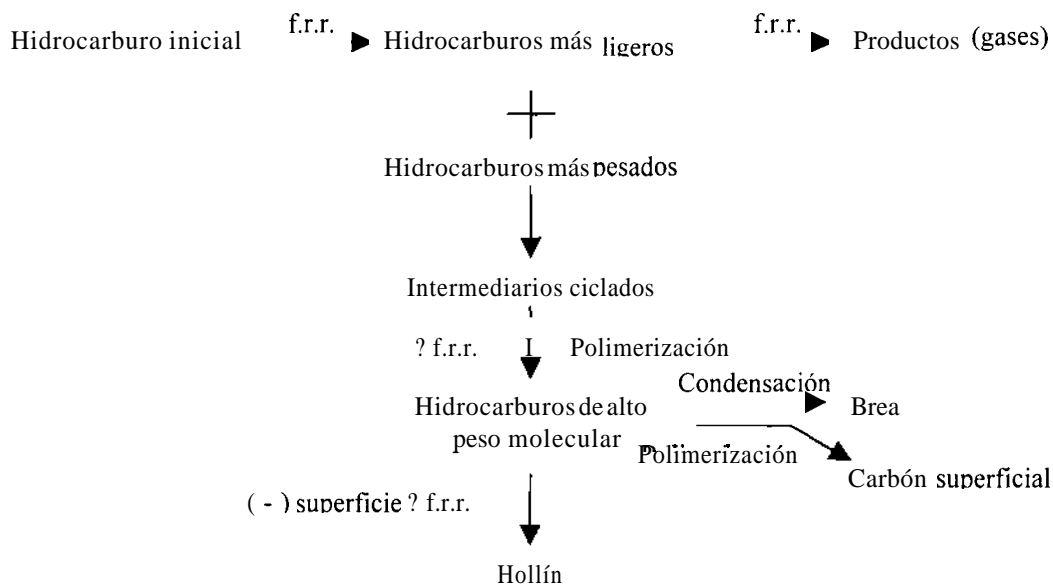 f.r.r. f.r.r.
Hidrocarburo inicial Hidrocarburos más ligeros Productos (gases)
Hidrocarburos más pesados
Intermediarios ciclados
? f.r.r. Polimerización
Condensación
Hidrocarburos de alto Brea
peso molecular
Polimerización
Carbón superficial
( - ) superficie ? f.r.r.
Hollín